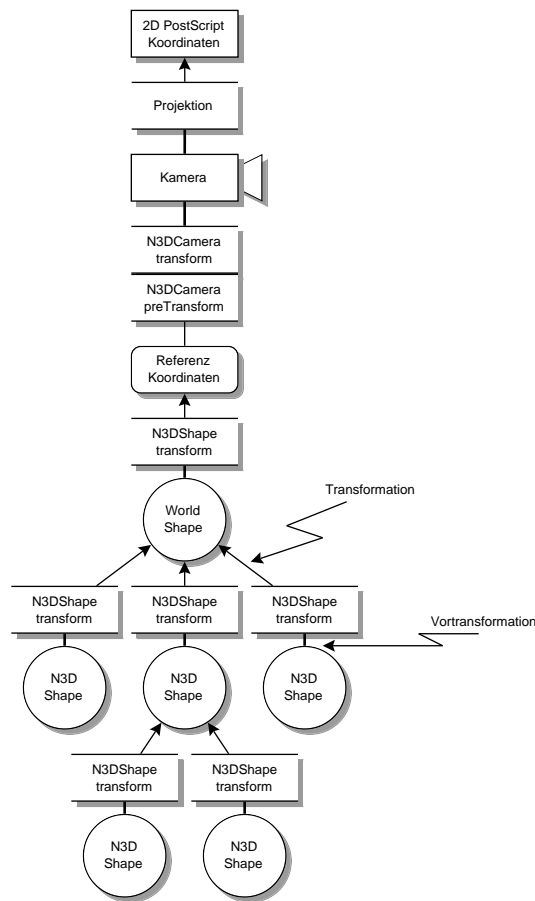 2D PostScript
Koordinaten
Projektion
Kamera
N3DCamera
transform
N3DCamera
preTransform
Referenz
Koordinaten
N3DShape
transform
Transformation
World
Shape
N3DShape
transform
N3DShape
transform
N3DShape
transform
Vortransformation
N3D
Shape
N3D
Shape
N3D
Shape
N3DShape
transform
N3DShape
transform
N3D
Shape
N3D
Shape